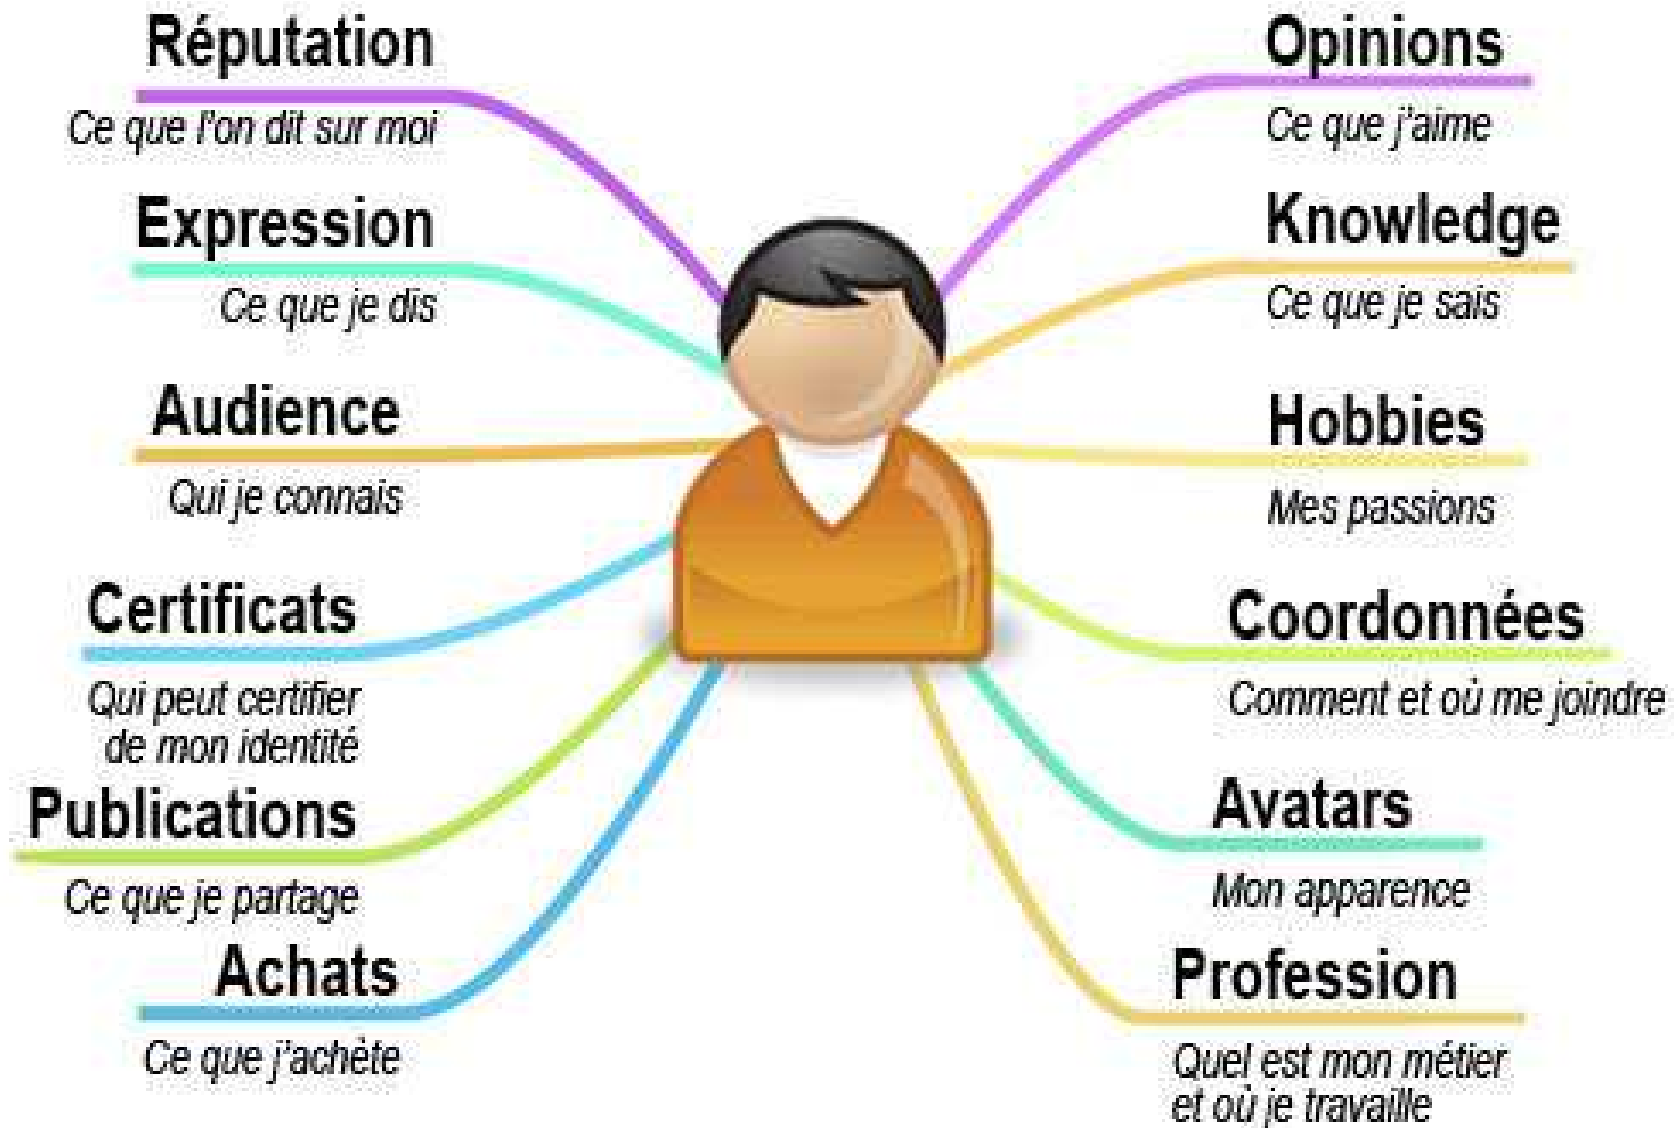 Réputation
Ce que l'on dit sur moi
Expression
Ce que je dis
Audience
Qui je connais
Certificats
Qui peut certifier
de mon identité
Publications
Ce que je partage
Achats
Ce que j'achète
Opinions
Ce que j'aime
Knowledge
Ce que je sais
Hobbies
Mes passions
Coordonnées
Comment et où me joindre
Avatars
Mon apparence
Profession
Quel est mon métier
et où je travaille